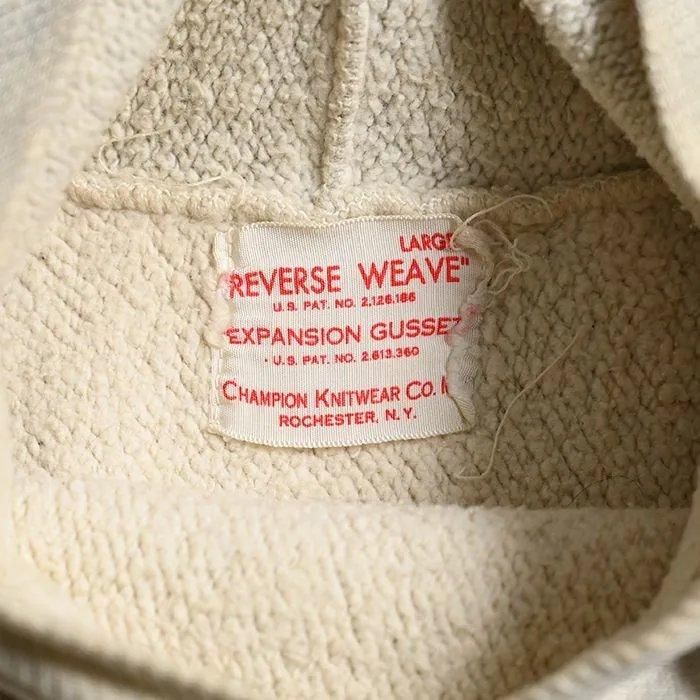 LARGE
"REVERSE WEAVE"
U.S. PAT. NO. 2,126,186
EXPANSION GUSSET
· U.S. PAT. NO. 2.613.360
CHAMPION KNITWEAR CO.
ROCHESTER, N.Y.